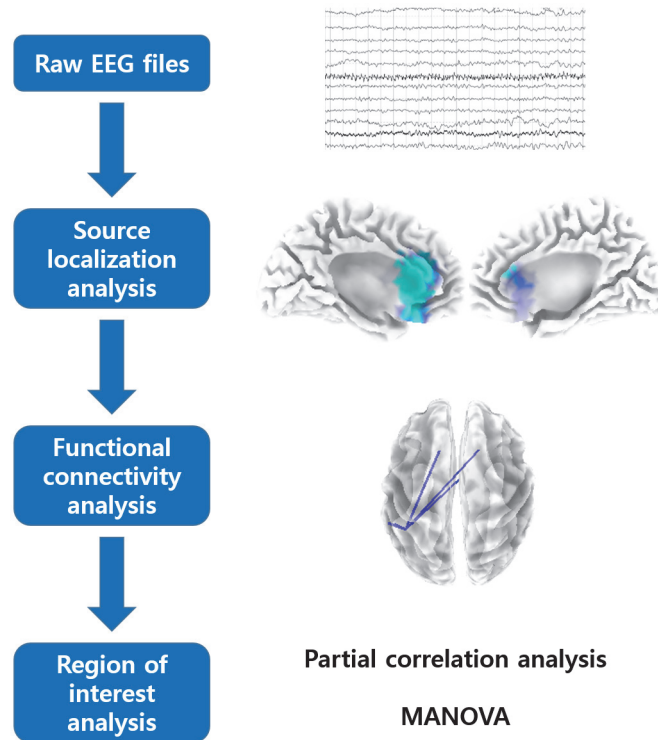 Raw EEG files
Source
localization
analysis
Functional
connectivity
analysis
Region of
interest
analysis
Partial correlation analysis
MANOVA